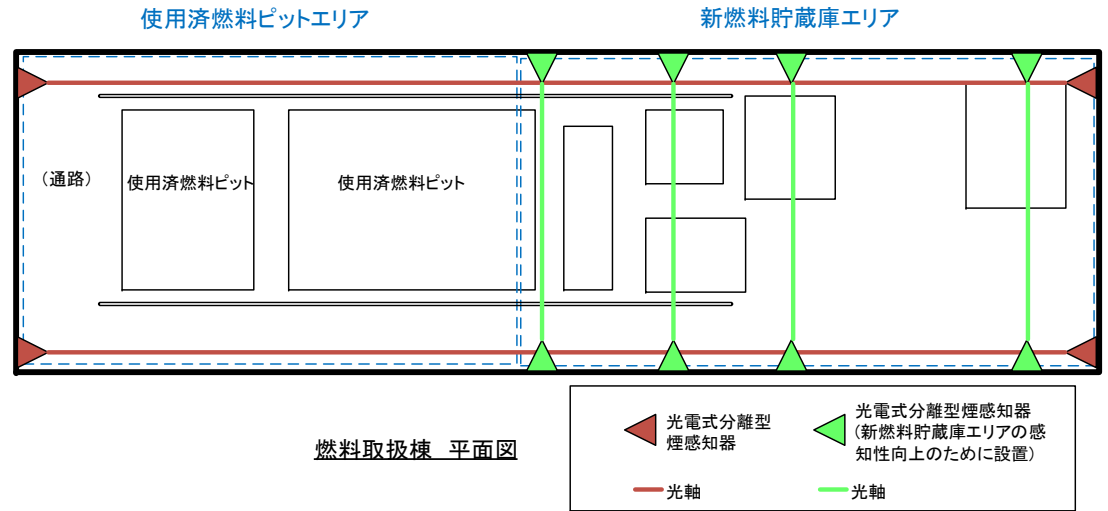 使用済燃料ピットエリア
新燃料貯蔵庫エリア
(通路)
使用済燃料ピット
使用済燃料ピット
燃料取扱棟　平面図
光電式分離型
煙感知器
光電式分離型煙感知器
(新燃料貯蔵庫エリアの感
知性向上のために設置)
光軸
光軸